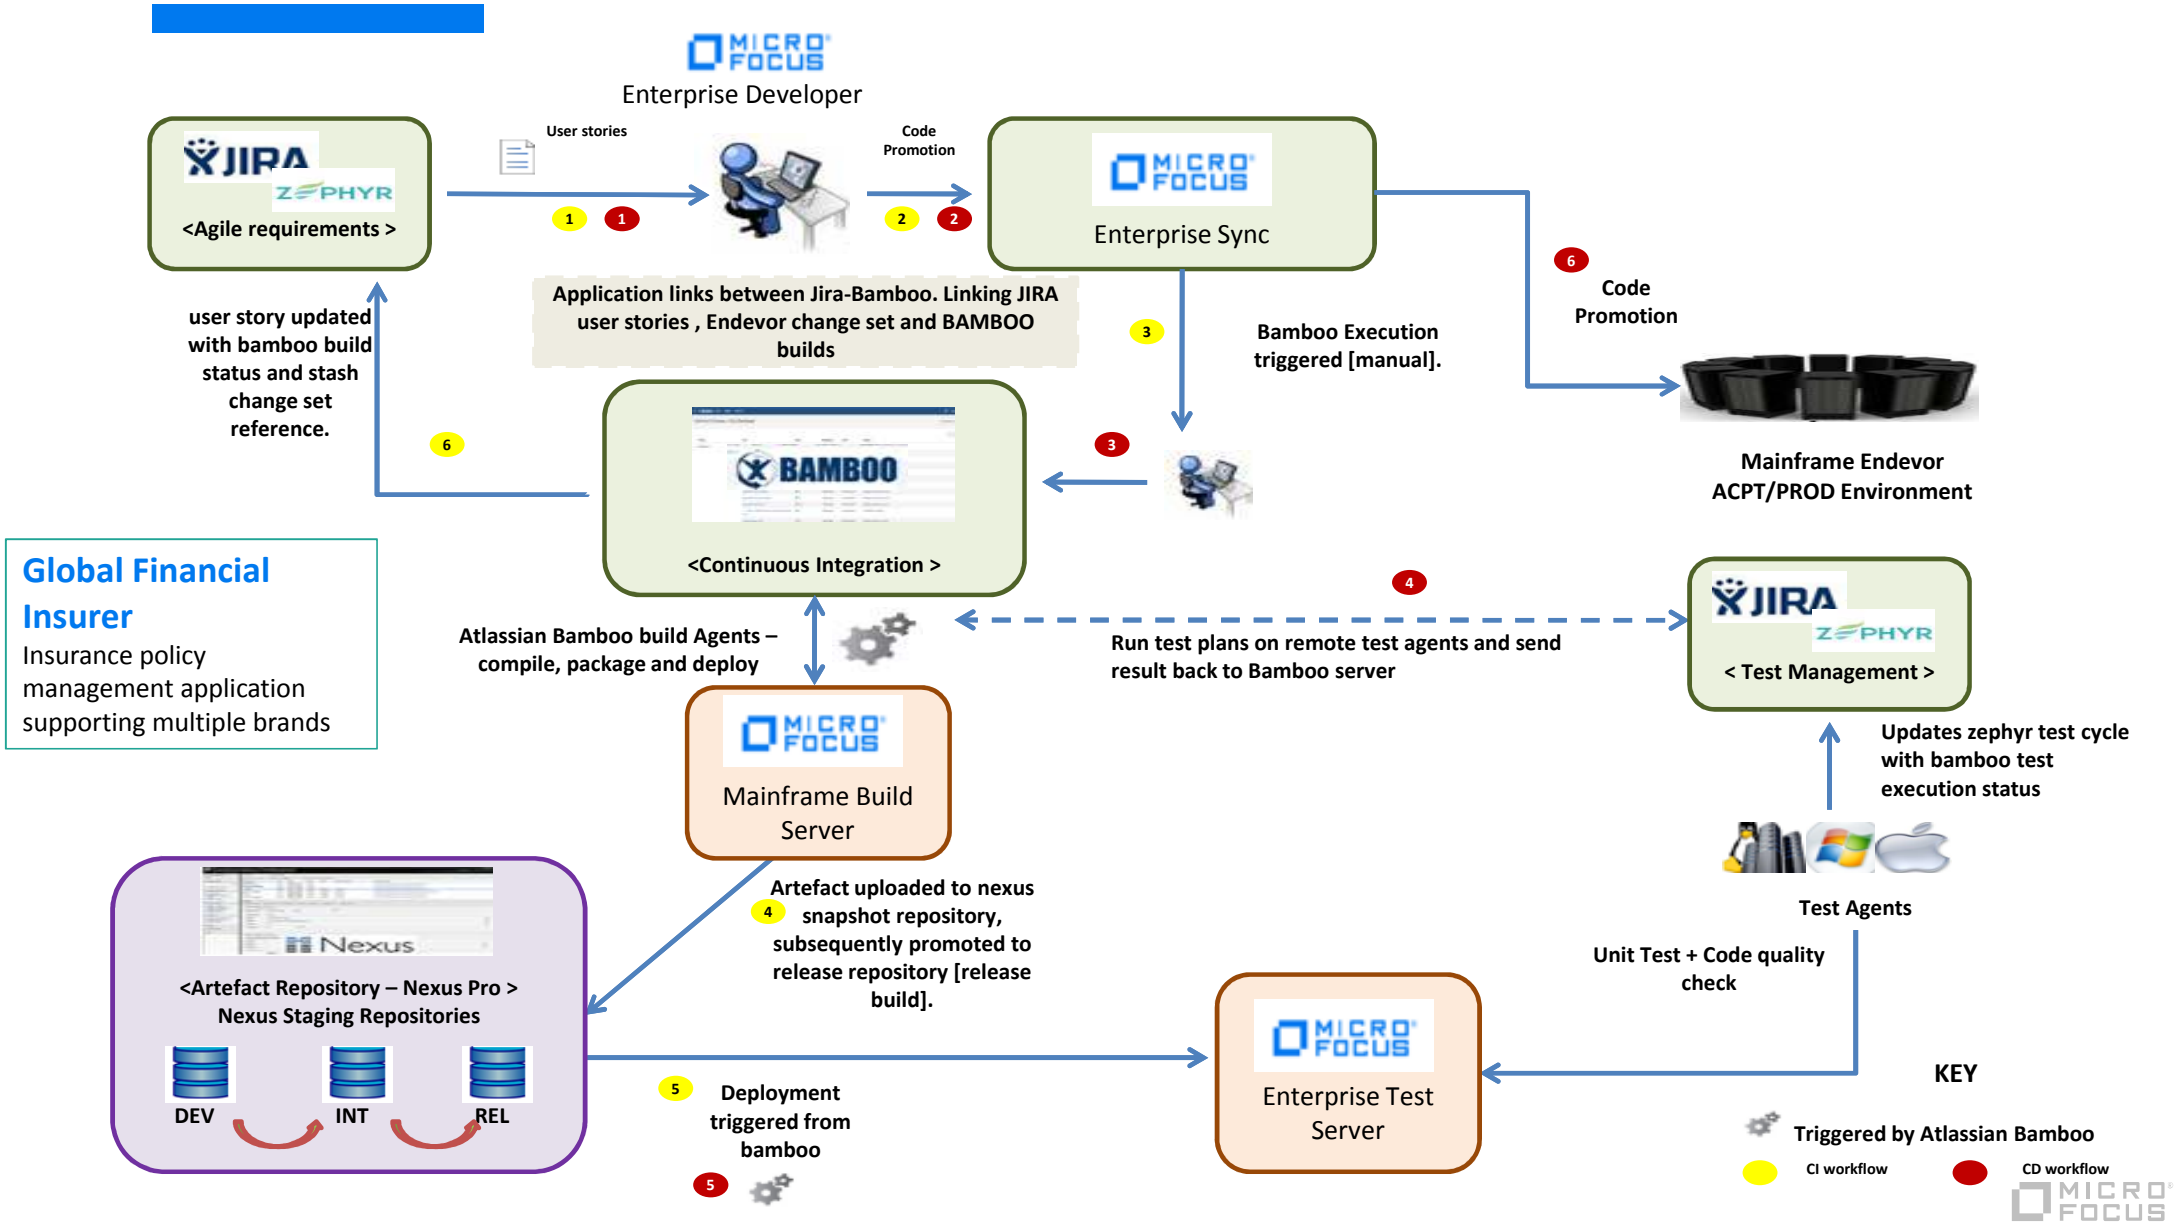 MICRO
FOCUS
Enterprise Developer
JIRA
ZEPHYR
<Agile requirements >
User stories
1
1
Code
Promotion
2
2
MICRO
FOCUS
Enterprise Sync
6
Code
Promotion
Application links between Jira-Bamboo. Linking JIRA
user stories , Endevor change set and BAMBOO
builds
user story updated
with bamboo build
status and stash
change set
reference.
6
3
Bamboo Execution
triggered [manual].
3
BAMBOO
<Continuous Integration >
Mainframe Endevor
ACPT/PROD Environment
Global Financial
Insurer
Insurance policy
management application
supporting multiple brands
Atlassian Bamboo build Agents –
compile, package and deploy
4
Run test plans on remote test agents and send
result back to Bamboo server
JIRA
ZEPHYR
< Test Management >
MICRO
FOCUS
Mainframe Build
Server
Updates zephyr test cycle
with bamboo test
execution status
Test Agents
Unit Test + Code quality
check
4
Artefact uploaded to nexus
snapshot repository,
subsequently promoted to
release repository [release
build].
Nexus
<Artefact Repository – Nexus Pro >
Nexus Staging Repositories
DEV
INT
REL
5
Deployment
triggered from
bamboo
5
MICRO
FOCUS
Enterprise Test
Server
KEY
Triggered by Atlassian Bamboo
CI workflow
CD workflow
MICRO
FOCUS